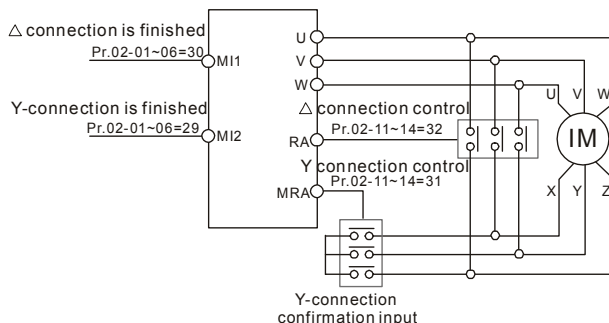 △ connection is finished
Pr.02-01~06=30
MI1
Y-connection is finished
Pr.02-01~06=29
MI2
U
V
W
△ connection control
Pr.02-11~14=32
RA
Y connection control
Pr.02-11~14=31
MRA
U V W
IM
X Y Z
Y-connection
confirmation input